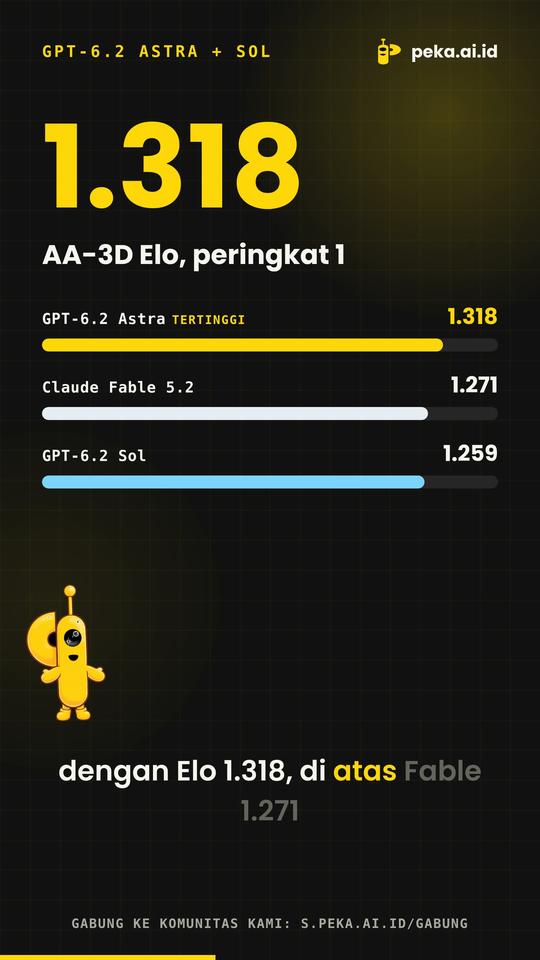 GPT-6.2 ASTRA + SOL
peka.ai.id
1.318
AA-3D Elo, peringkat 1
GPT-6.2 Astra TERTINGGI 1.318
Claude Fable 5.2 1.271
GPT-6.2 Sol 1.259
dengan Elo 1.318, di atas Fable
1.271
GABUNG KE KOMUNITAS KAMI: S.PEKA.AI.ID/GABUNG